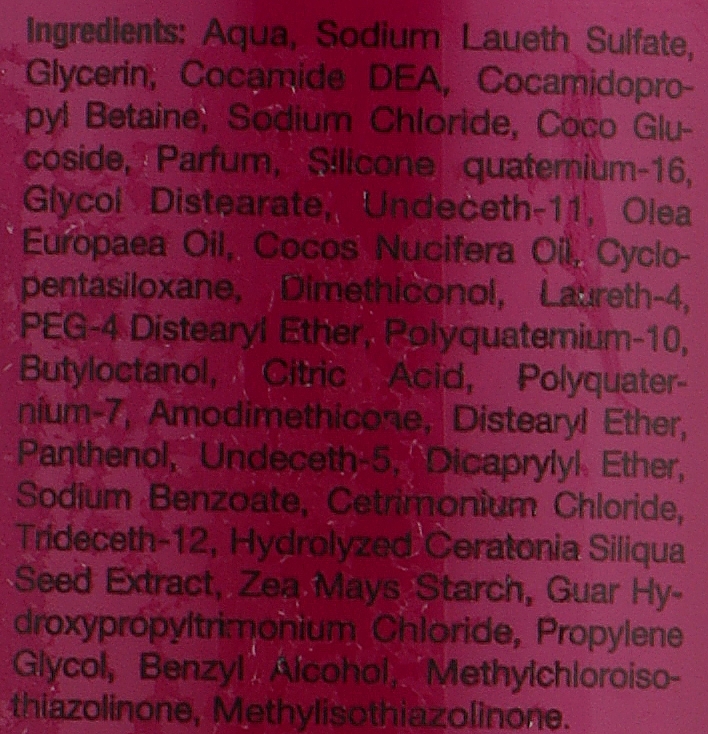 Ingredients: Aqua, Sodium Laueth Sulfate,
Glycerin, Cocamide DEA, Cocamidopro-
pyl Betaine, Sodium Chloride, Coco Glu-
coside, Parfum, Silicone quaternium-16,
Glycol Distearate, Undeceth-11, Olea
Europaea Oil, Cocos Nucifera Oil, Cyclo-
pentasiloxane, Dimethiconol, Laureth-4,
PEG-4 Distearyl Ether, Polyquaternium-10,
Butyloctanol, Citric Acid, Polyquater-
nium-7, Amodimethicone, Distearyl Ether,
Panthenol, Undeceth-5, Dicaprylyl Ether,
Sodium Benzoate, Cetrimonium Chloride,
Trideceth-12, Hydrolyzed Ceratonia Siliqua
Seed Extract, Zea Mays Starch, Guar Hy-
droxypropyltrimonium Chloride, Propylene
Glycol, Benzyl Alcohol, Methylchloroiso-
thiazolinone, Methylisothiazolinone.